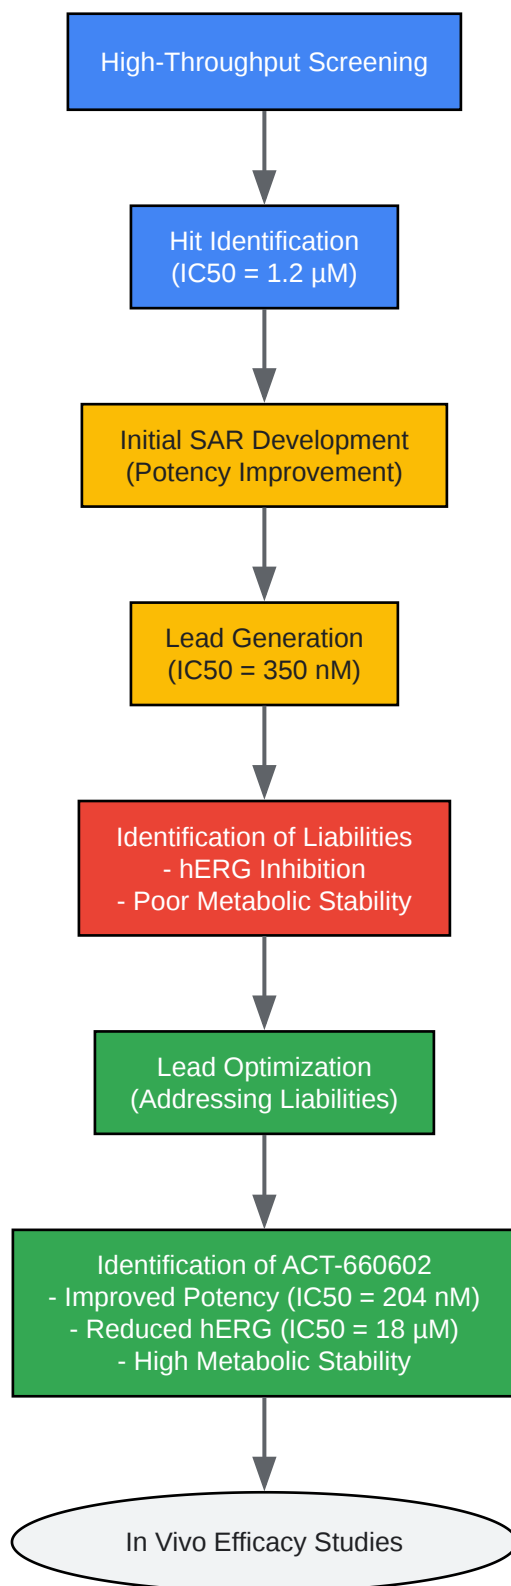 High-Throughput Screening
Hit Identification
(IC50 = 1.2 µM)
Initial SAR Development
(Potency Improvement)
Lead Generation
(IC50 = 350 nM)
Identification of Liabilities
- hERG Inhibition
- Poor Metabolic Stability
Lead Optimization
(Addressing Liabilities)
Identification of ACT-660602
- Improved Potency (IC50 = 204 nM)
- Reduced hERG (IC50 = 18 µM)
- High Metabolic Stability
In Vivo Efficacy Studies